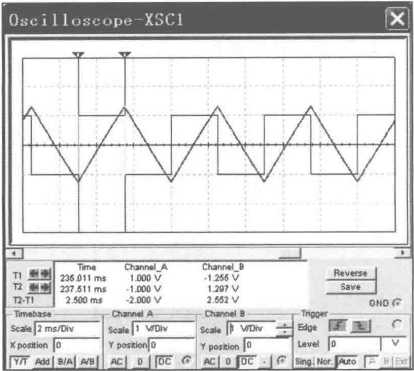 Oscilloscope-XSC1
Time Channel_A Channel_B
T1 235.011 ms 1.000 V -1.255 V
T2 237.511 ms -1.000 V 1.297 V
T2-T1 2.500 ms -2.000 V 2.552 V
Reverse
Save
GND
Timebase Channel A Channel B Trigger
Scale 2 ms/Div Scale 1 V/Div Scale 1 V/Div Edge
X position 0 Y position 0 Y position 0 Level 0 V
Y/T Add B/A A/B AC 0 DC AC 0 DC - Sing. Nor. Auto A B Ext